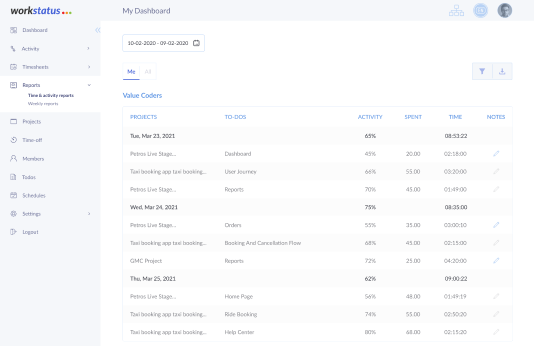 workstatus
My Dashboard
Dashboard
Activity
Timesheets
Reports
Time & activity reports
Weekly reports
Projects
Time-off
Members
Todos
Schedules
Settings
Logout
10-02-2020 - 09-02-2020
Me All
Value Coders
PROJECTS TO-DOS ACTIVITY SPENT TIME NOTES
Tue, Mar 23, 2021 65% 08:53:22
Petros Live Stage... Dashboard 45% 20.00 02:18:00
Taxi booking app taxi booking... User Journey 66% 55.00 03:20:00
Petros Live Stage... Reports 70% 45.00 01:49:00
Wed, Mar 24, 2021 75% 08:35:00
Petros Live Stage... Orders 55% 35.00 03:00:10
Taxi booking app taxi booking... Booking And Cancellation Flow 68% 45.00 02:15:00
GMC Project Reports 72% 25.00 04:20:00
Thu, Mar 25, 2021 62% 09:00:22
Petros Live Stage... Home Page 56% 48.00 01:49:19
Taxi booking app taxi booking... Ride Booking 74% 55.00 02:50:20
Taxi booking app taxi booking... Help Center 80% 68.00 02:15:20